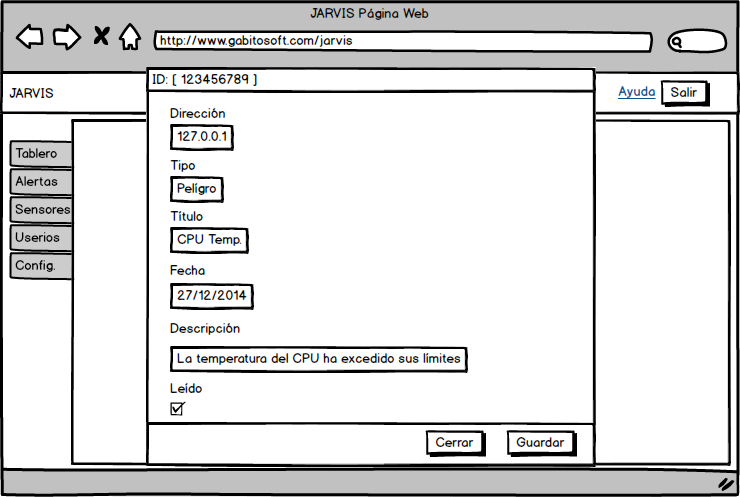 JARVIS Página Web
http://www.gabitosoft.com/jarvis
JARVIS
Ayuda
Salir
Tablero
Alertas
Sensores
Userios
Config.
ID: [ 123456789 ]
Dirección
127.0.0.1
Tipo
Pelígro
Título
CPU Temp.
Fecha
27/12/2014
Descripción
La temperatura del CPU ha excedido sus límites
Leído
Cerrar
Guardar